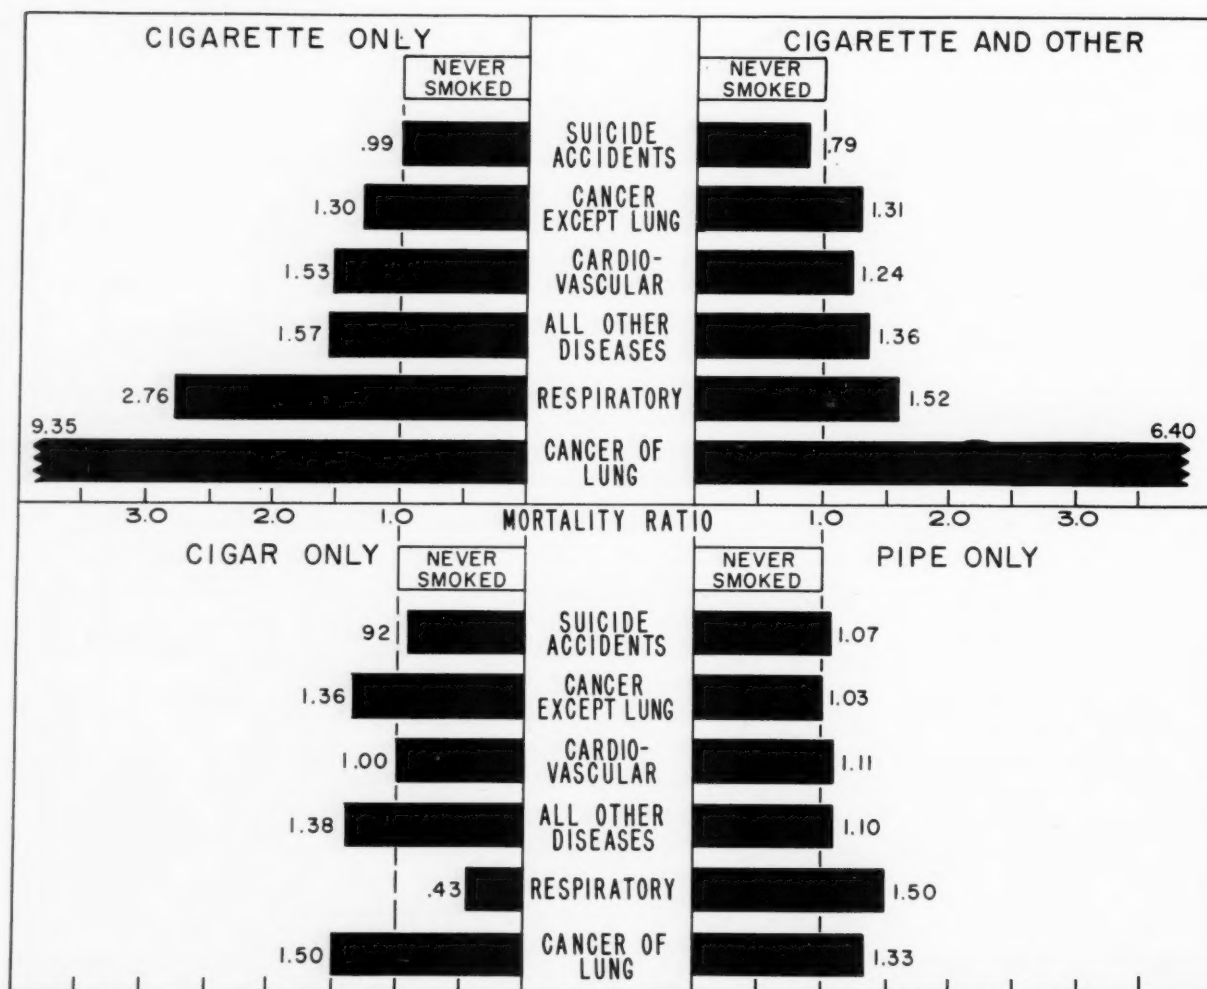 CIGARETTE ONLY
CIGARETTE AND OTHER
NEVER
SMOKED
NEVER
SMOKED
.99
SUICIDE
ACCIDENTS
.79
1.30
CANCER
EXCEPT LUNG
1.31
1.53
CARDIO-
VASCULAR
1.24
1.57
ALL OTHER
DISEASES
1.36
2.76
RESPIRATORY
1.52
9.35
CANCER OF
LUNG
6.40
3.0 2.0 1.0 MORTALITY RATIO 1.0 2.0 3.0
CIGAR ONLY
PIPE ONLY
NEVER
SMOKED
NEVER
SMOKED
92
SUICIDE
ACCIDENTS
1.07
1.36
CANCER
EXCEPT LUNG
1.03
1.00
CARDIO-
VASCULAR
1.11
1.38
ALL OTHER
DISEASES
1.10
.43
RESPIRATORY
1.50
1.50
CANCER OF
LUNG
1.33